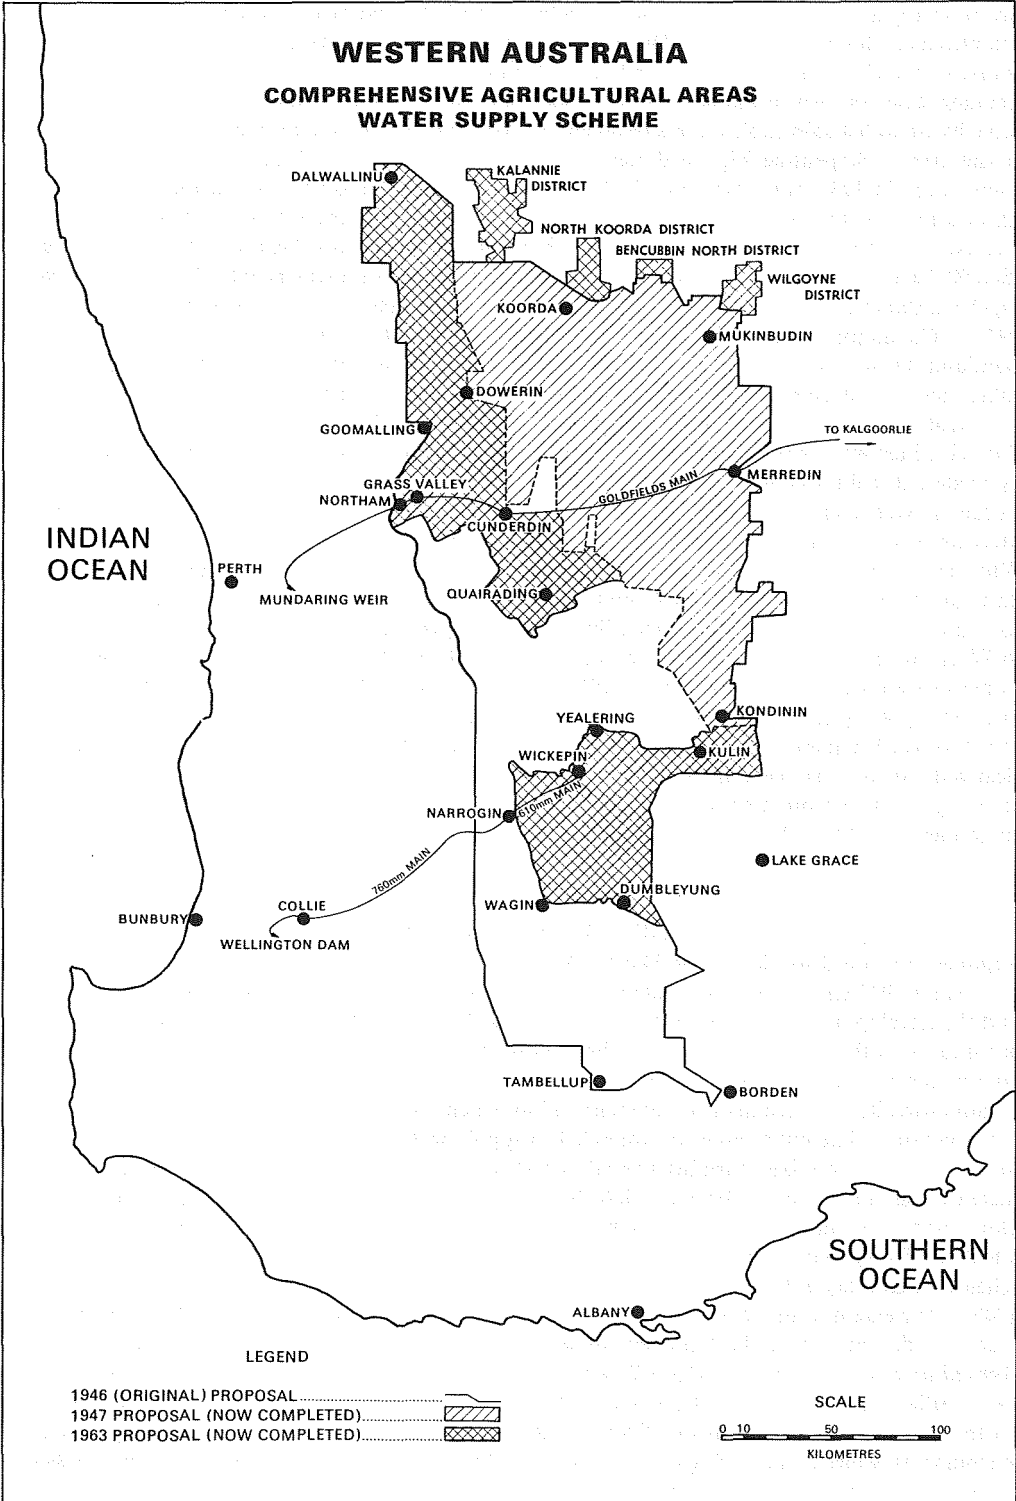 WESTERN AUSTRALIA
COMPREHENSIVE AGRICULTURAL AREAS
WATER SUPPLY SCHEME
DALWALLINU
KALANNIE
DISTRICT
NORTH KOORDA DISTRICT
BENCUBBIN NORTH DISTRICT
WILGOYNE
DISTRICT
KOORDA
MUKINBUDIN
DOWERIN
GOOMALLING
TO KALGOORLIE
MERREDIN
GRASS VALLEY
GOLDFIELDS MAIN
NORTHAM
CUNDERDIN
INDIAN
OCEAN
PERTH
MUNDARING WEIR
QUAIRADING
KONDININ
YEALERING
KULIN
WICKEPIN
610mm MAIN
NARROGIN
760mm MAIN
LAKE GRACE
DUMBLEYUNG
WAGIN
COLLIE
BUNBURY
WELLINGTON DAM
TAMBELLUP
BORDEN
SOUTHERN
OCEAN
ALBANY
LEGEND
1946 (ORIGINAL) PROPOSAL
1947 PROPOSAL (NOW COMPLETED)
1963 PROPOSAL (NOW COMPLETED)
SCALE
0 10 50 100
KILOMETRES